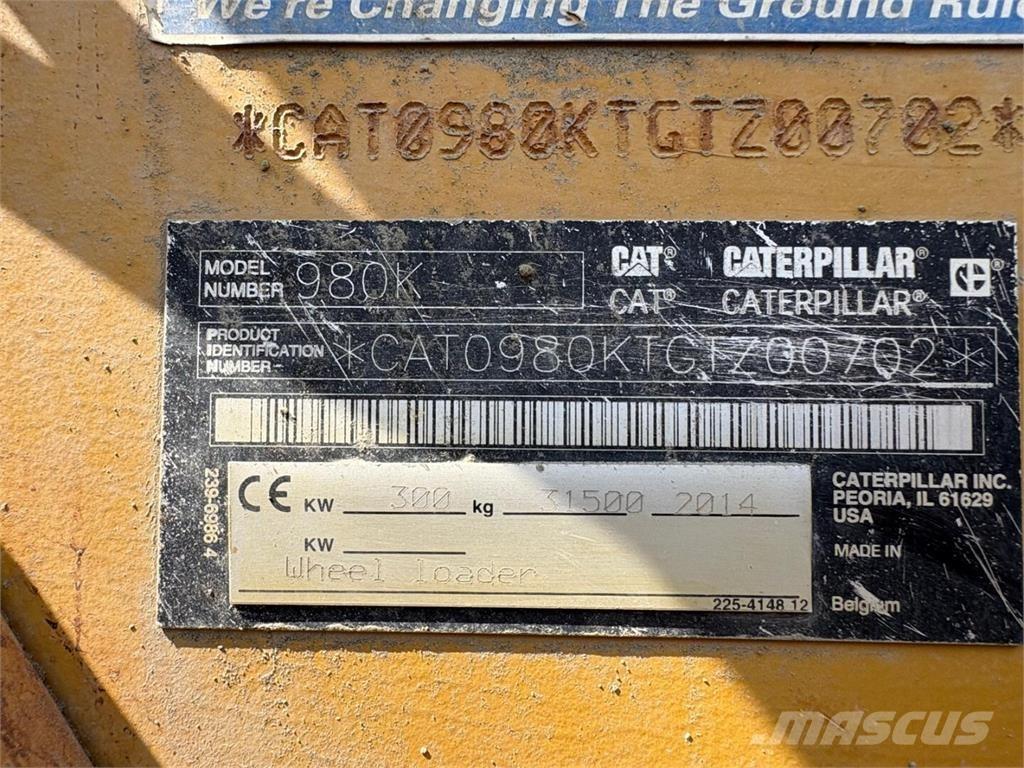 We're Changing The Ground Rule
*CAT0980KTGTZ00702*
MODEL NUMBER 980K
CAT® CATERPILLAR®
CAT® CATERPILLAR®
PRODUCT IDENTIFICATION NUMBER *CAT0980KTGTZ00702*
239-6986 4
CE KW 300 kg 31500 2014
KW
Wheel loader
225-4148 12
CATERPILLAR INC.
PEORIA, IL 61629
USA
MADE IN
Belgium
MASCUS